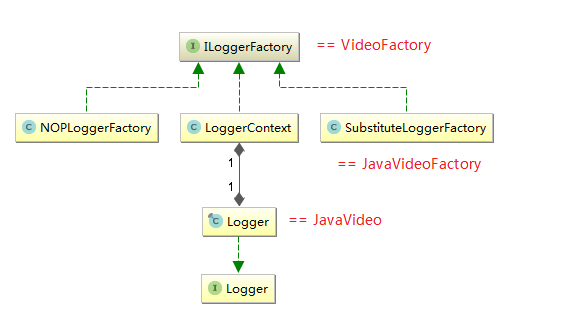 I ILoggerFactory == VideoFactory
C NOPLoggerFactory C LoggerContext C SubstituteLoggerFactory
== JavaVideoFactory
1
1
C Logger == JavaVideo
I Logger